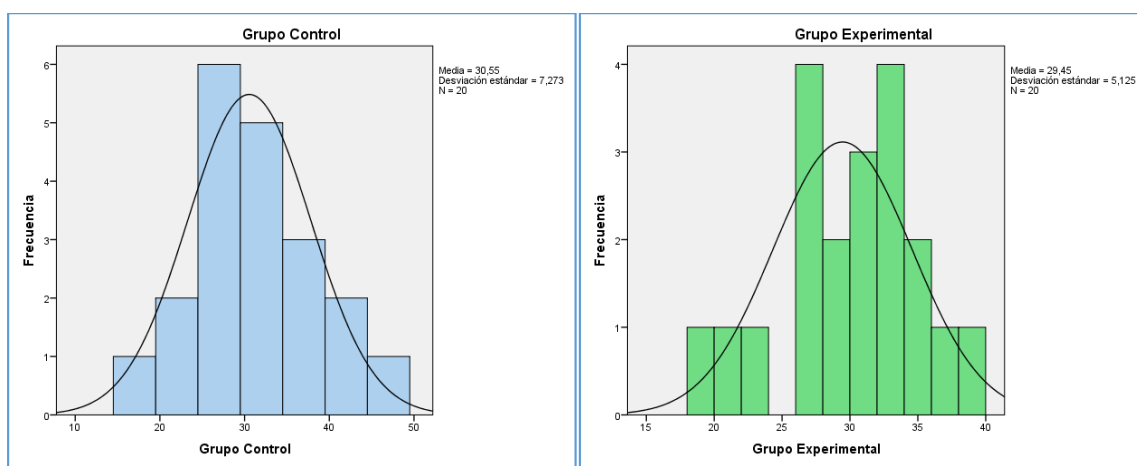 Grupo Control
Media = 30,55
Desviación estándar = 7,273
N = 20
6
5
4
3
2
1
0
Frecuencia
10 20 30 40 50
Grupo Control
Grupo Experimental
Media = 29,45
Desviación estándar = 5,125
N = 20
4
3
2
1
0
Frecuencia
15 20 25 30 35 40
Grupo Experimental